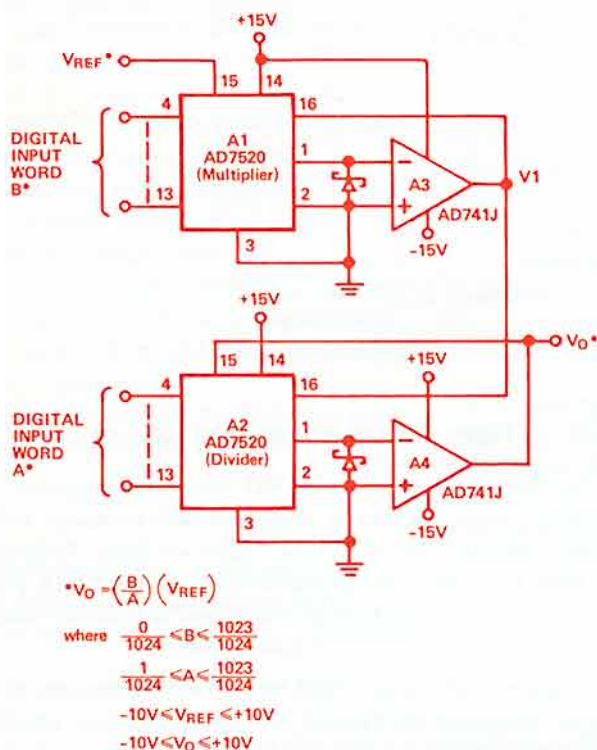 +15V
VREF*
15
14
4
16
DIGITAL
INPUT
WORD
B*
A1
AD7520
(Multiplier)
1
−
A3
V1
2
+
AD741J
13
3
-15V
+15V
VO*
15
14
+15V
4
16
DIGITAL
INPUT
WORD
A*
A2
AD7520
(Divider)
1
−
A4
2
+
AD741J
13
3
-15V
*VO = (B/A) (VREF)
where 0/1024 ≤ B ≤ 1023/1024
1/1024 ≤ A ≤ 1023/1024
-10V ≤ VREF ≤ +10V
-10V ≤ VO ≤ +10V